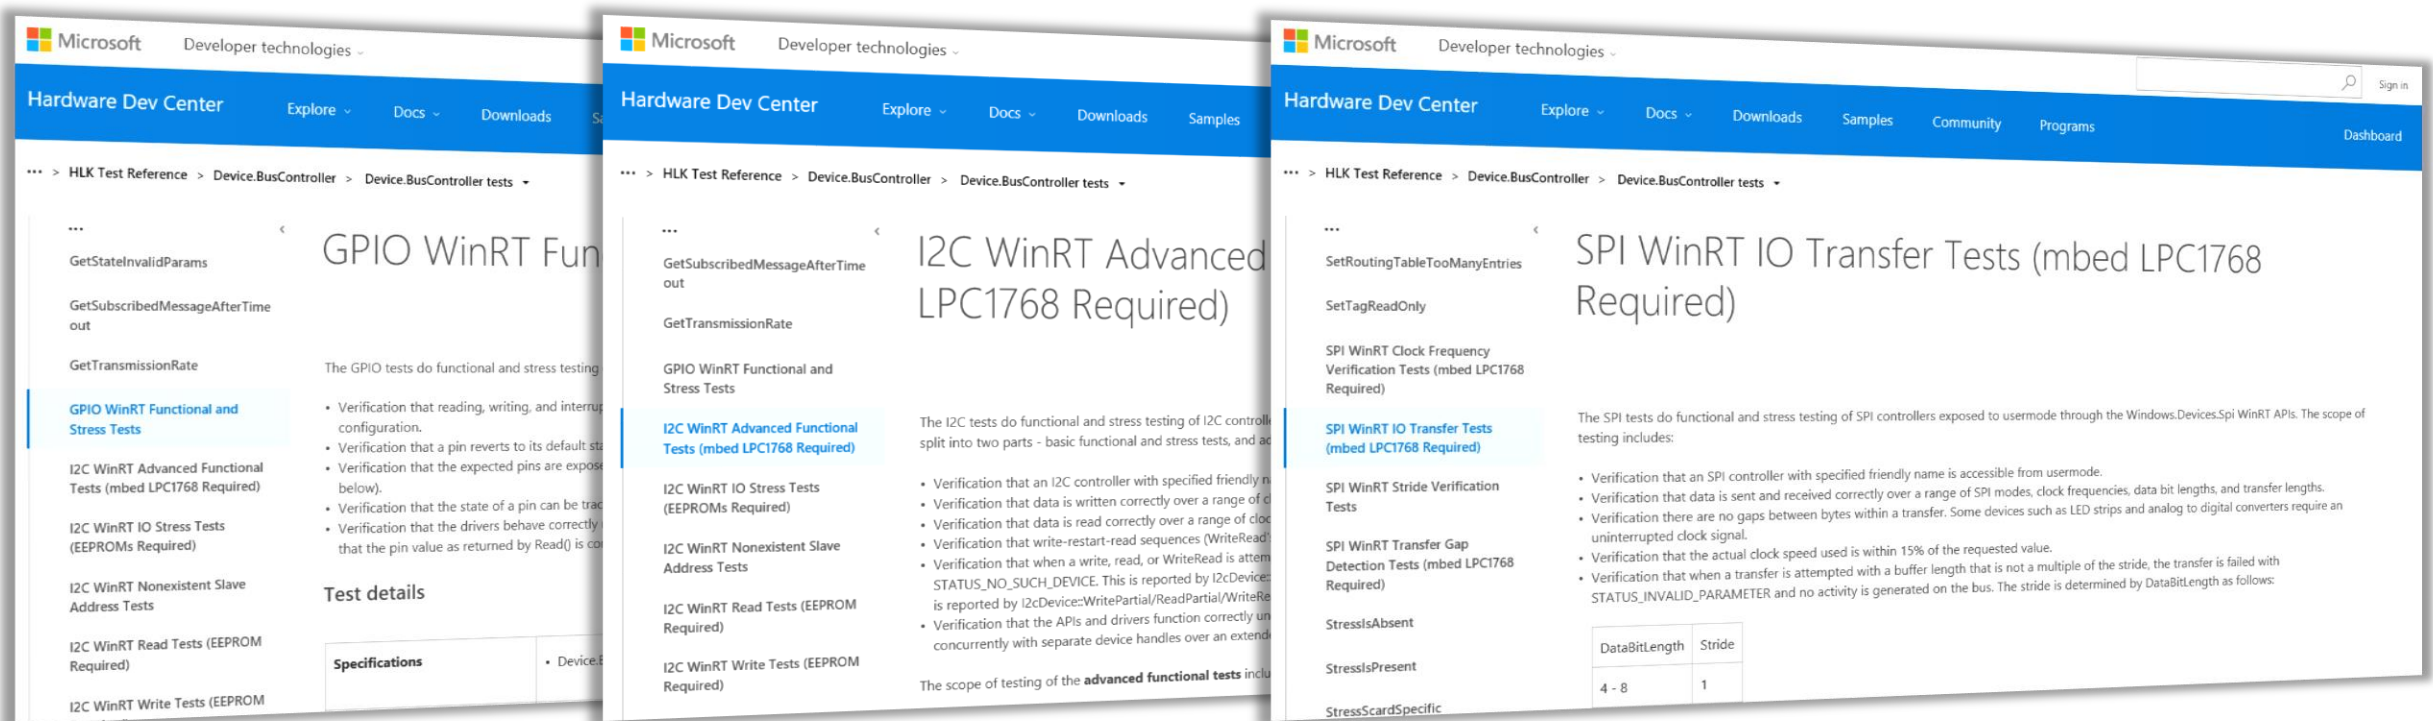 Microsoft
Developer technologies
Hardware Dev Center
Explore
Docs
Downloads
... > HLK Test Reference > Device.BusController > Device.BusController tests
...
GetStateInvalidParams
GetSubscribedMessageAfterTime
out
GetTransmissionRate
GPIO WinRT Functional and
Stress Tests
I2C WinRT Advanced Functional
Tests (mbed LPC1768 Required)
I2C WinRT IO Stress Tests
(EEPROMs Required)
I2C WinRT Nonexistent Slave
Address Tests
I2C WinRT Read Tests (EEPROM
Required)
I2C WinRT Write Tests (EEPROM
GPIO WinRT Fun
The GPIO tests do functional and stress testing
• Verification that reading, writing, and interrup
configuration.
• Verification that a pin reverts to its default sta
• Verification that the expected pins are expose
below).
• Verification that the state of a pin can be trac
• Verification that the drivers behave correctly
that the pin value as returned by Read() is co
Test details
Specifications
• Device.B
Microsoft
Developer technologies
Hardware Dev Center
Explore
Docs
Downloads
Samples
... > HLK Test Reference > Device.BusController > Device.BusController tests
...
GetSubscribedMessageAfterTime
out
GetTransmissionRate
GPIO WinRT Functional and
Stress Tests
I2C WinRT Advanced Functional
Tests (mbed LPC1768 Required)
I2C WinRT IO Stress Tests
(EEPROMs Required)
I2C WinRT Nonexistent Slave
Address Tests
I2C WinRT Read Tests (EEPROM
Required)
I2C WinRT Write Tests (EEPROM
Required)
I2C WinRT Advanced
LPC1768 Required)
The I2C tests do functional and stress testing of I2C controlle
split into two parts - basic functional and stress tests, and ad
• Verification that an I2C controller with specified friendly n
• Verification that data is written correctly over a range of c
• Verification that data is read correctly over a range of cloc
• Verification that write-restart-read sequences (WriteRead'
• Verification that when a write, read, or WriteRead is attem
STATUS_NO_SUCH_DEVICE. This is reported by I2cDevice:
is reported by I2cDevice::WritePartial/ReadPartial/WriteRe
• Verification that the APIs and drivers function correctly un
concurrently with separate device handles over an extend
The scope of testing of the advanced functional tests inclu
Microsoft
Developer technologies
Sign in
Hardware Dev Center
Explore
Docs
Downloads
Samples
Community
Programs
Dashboard
... > HLK Test Reference > Device.BusController > Device.BusController tests
...
SetRoutingTableTooManyEntries
SetTagReadOnly
SPI WinRT Clock Frequency
Verification Tests (mbed LPC1768
Required)
SPI WinRT IO Transfer Tests
(mbed LPC1768 Required)
SPI WinRT Stride Verification
Tests
SPI WinRT Transfer Gap
Detection Tests (mbed LPC1768
Required)
StressIsAbsent
StressIsPresent
StressScardSpecific
SPI WinRT IO Transfer Tests (mbed LPC1768
Required)
The SPI tests do functional and stress testing of SPI controllers exposed to usermode through the Windows.Devices.Spi WinRT APIs. The scope of
testing includes:
• Verification that an SPI controller with specified friendly name is accessible from usermode.
• Verification that data is sent and received correctly over a range of SPI modes, clock frequencies, data bit lengths, and transfer lengths.
• Verification there are no gaps between bytes within a transfer. Some devices such as LED strips and analog to digital converters require an
uninterrupted clock signal.
• Verification that the actual clock speed used is within 15% of the requested value.
• Verification that when a transfer is attempted with a buffer length that is not a multiple of the stride, the transfer is failed with
STATUS_INVALID_PARAMETER and no activity is generated on the bus. The stride is determined by DataBitLength as follows:
DataBitLength Stride
4 - 8 1